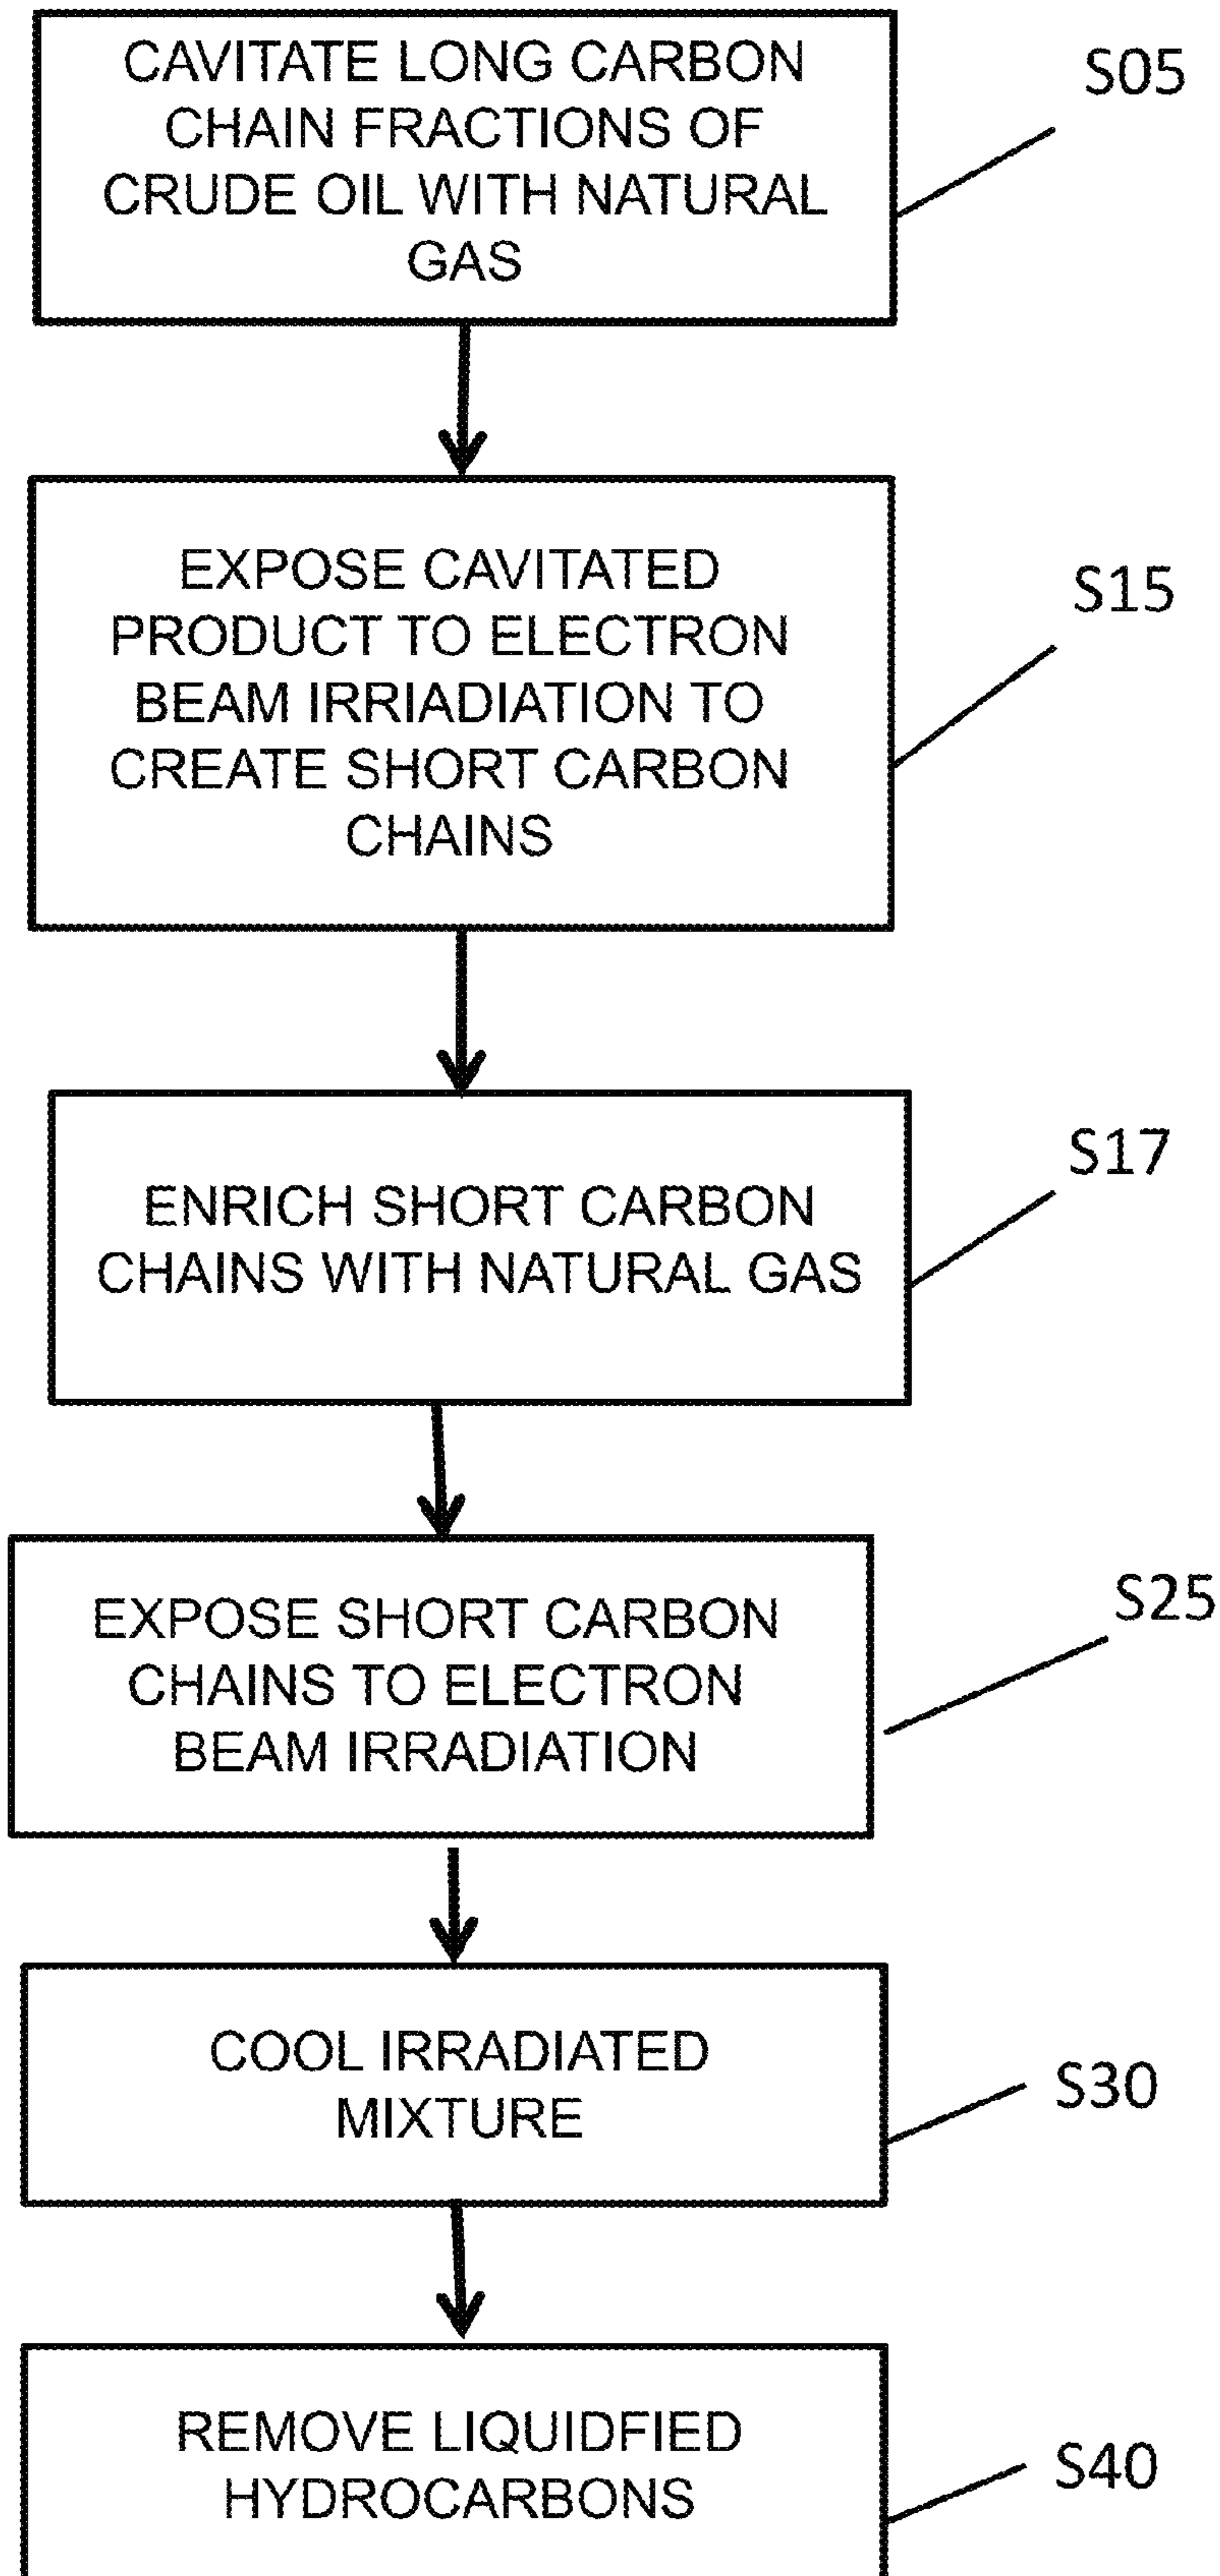 CAVITATE LONG CARBON
CHAIN FRACTIONS OF
CRUDE OIL WITH NATURAL
GAS
S05
EXPOSE CAVITATED
PRODUCT TO ELECTRON
BEAM IRRIADIATION TO
CREATE SHORT CARBON
CHAINS
S15
ENRICH SHORT CARBON
CHAINS WITH NATURAL GAS
S17
EXPOSE SHORT CARBON
CHAINS TO ELECTRON
BEAM IRRADIATION
S25
COOL IRRADIATED
MIXTURE
S30
REMOVE LIQUIDFIED
HYDROCARBONS
S40